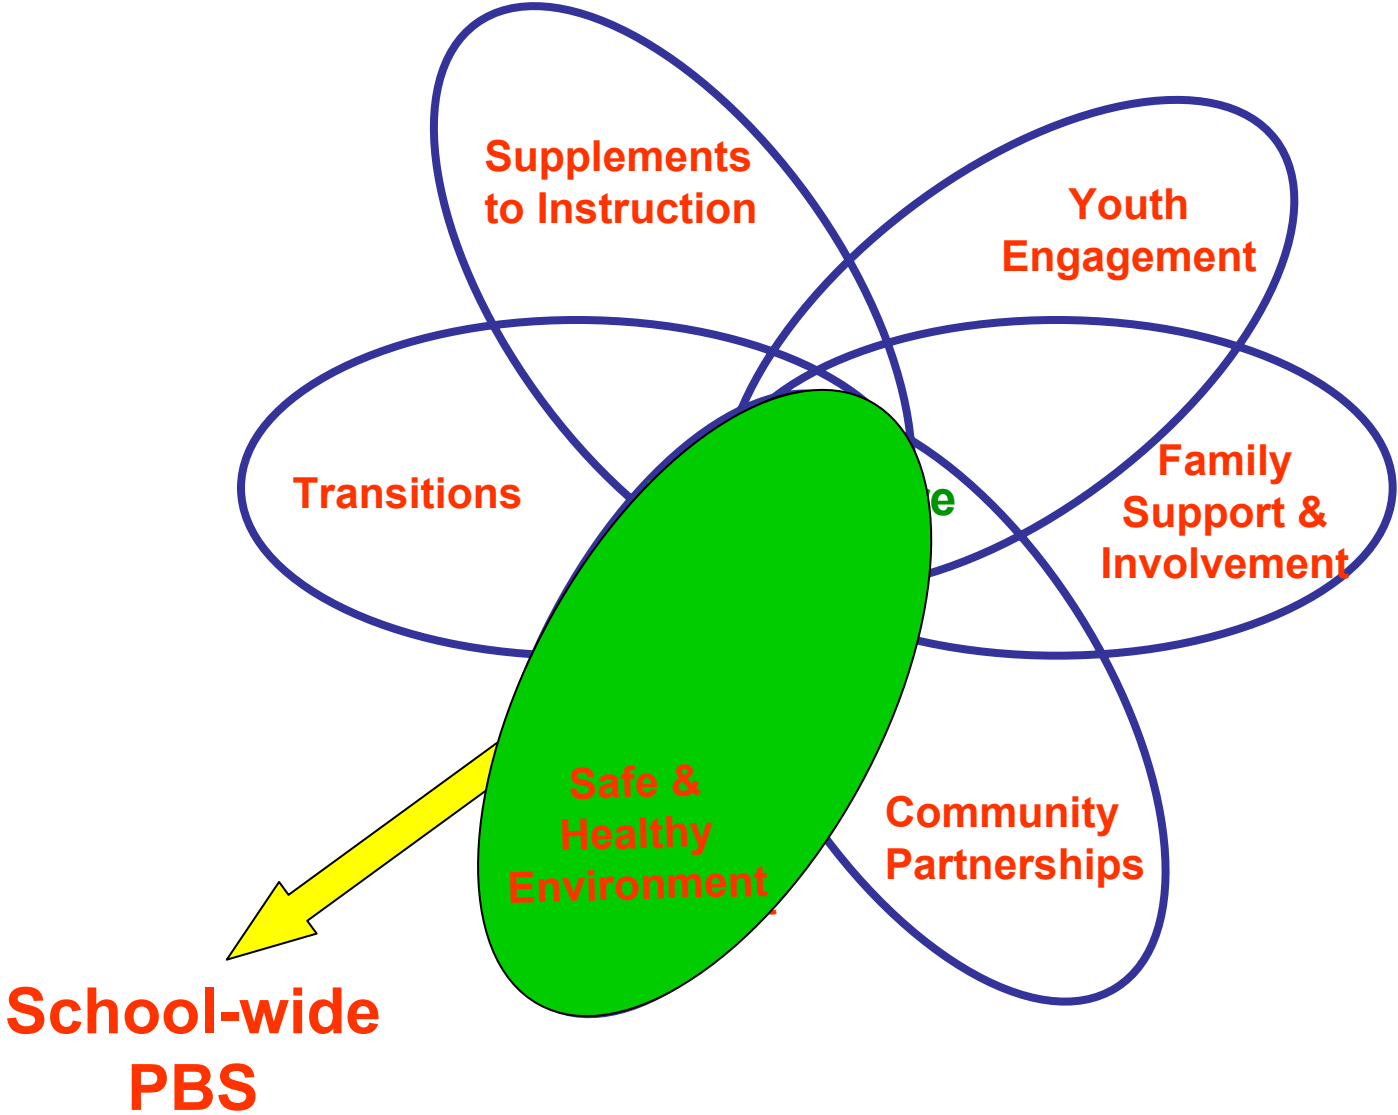 Supplements
to Instruction
Youth
Engagement
Transitions
Family
Support &
Involvement
Safe &
Healthy
Environment
Community
Partnerships
School-wide
PBS